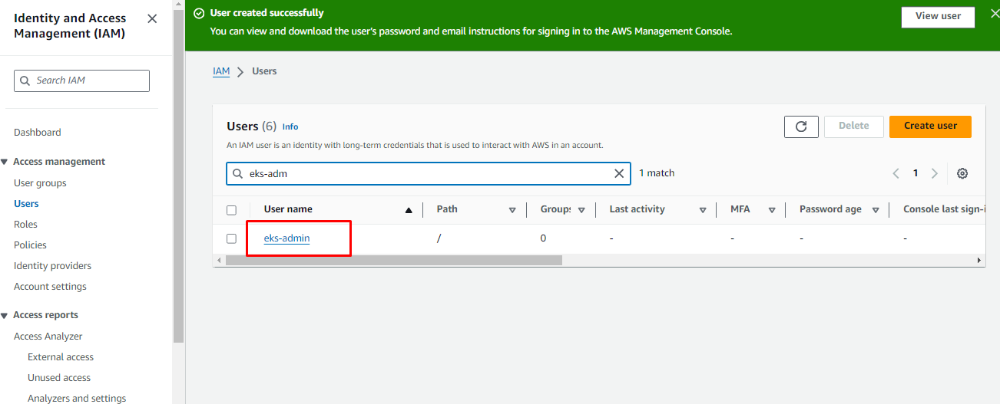 Identity and Access
Management (IAM)
Search IAM
Dashboard
Access management
User groups
Users
Roles
Policies
Identity providers
Account settings
Access reports
Access Analyzer
External access
Unused access
Analyzers and settings
User created successfully
You can view and download the user's password and email instructions for signing in to the AWS Management Console.
View user
IAM > Users
Users (6) Info
Delete
Create user
An IAM user is an identity with long-term credentials that is used to interact with AWS in an account.
eks-adm
1 match
1
User name Path Groups Last activity MFA Password age Console last sign-i
eks-admin / 0 - - - -